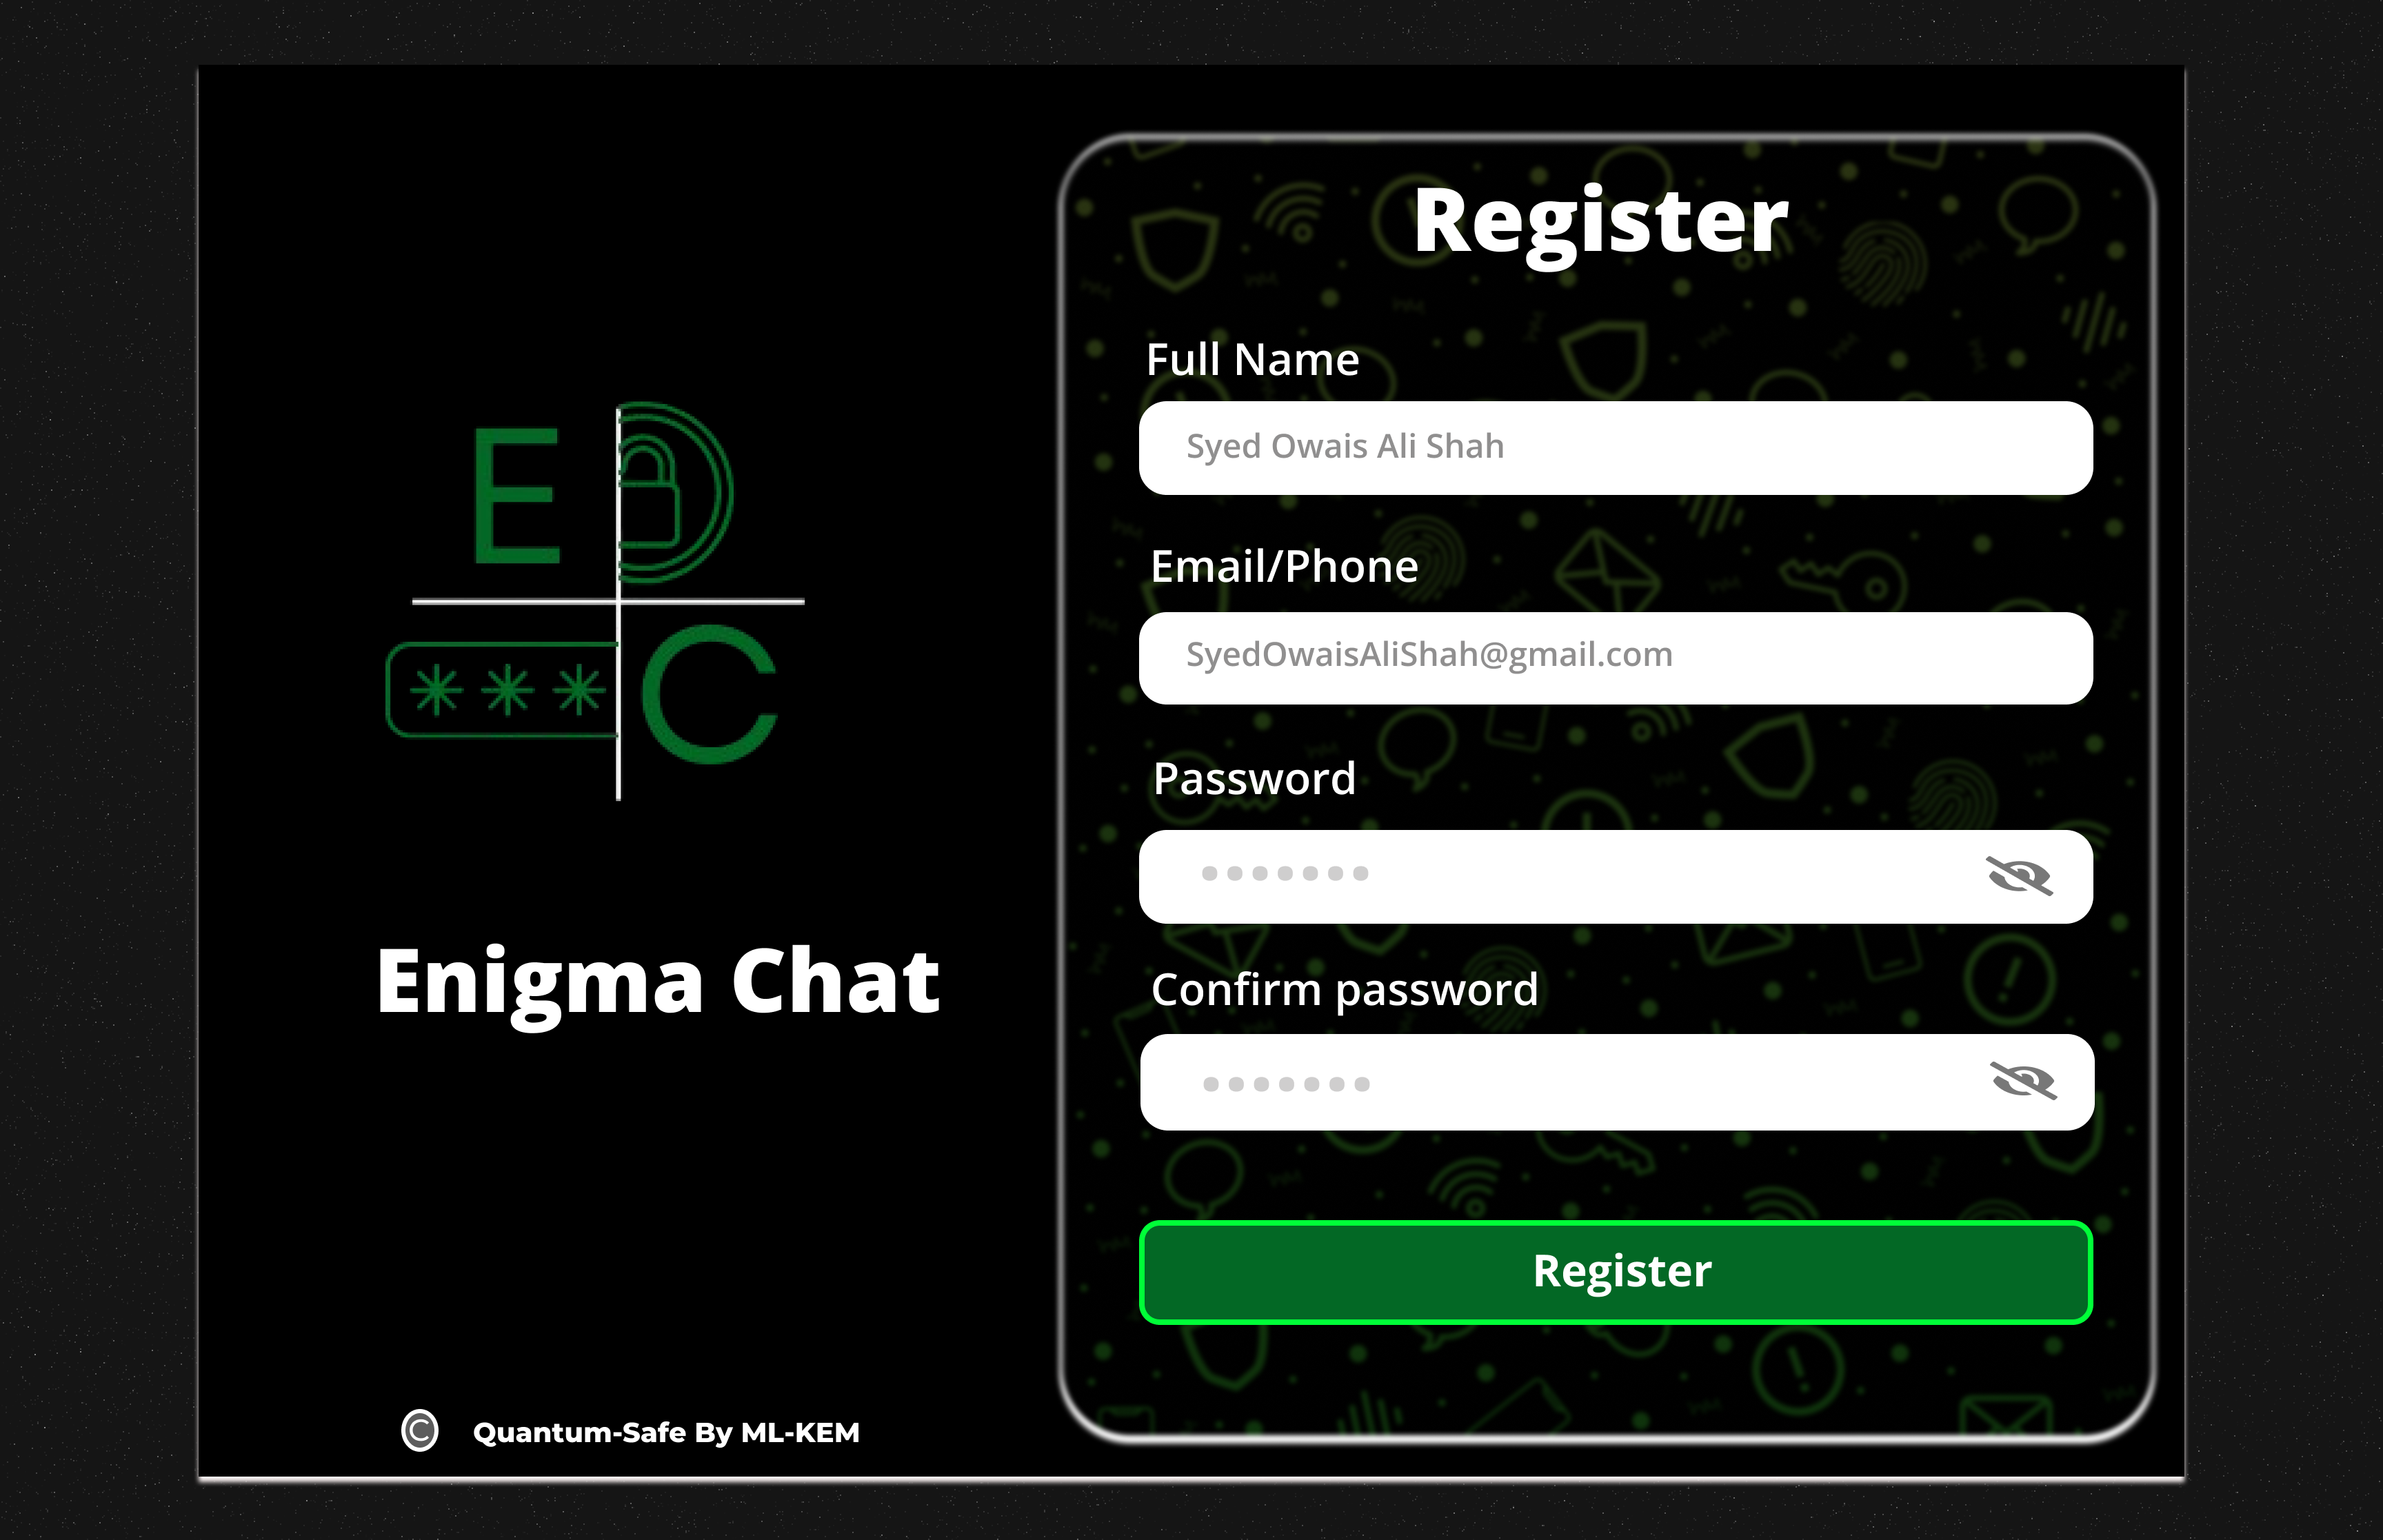 E
*** C
Enigma Chat
© Quantum-Safe By ML-KEM
Register
Full Name
Syed Owais Ali Shah
Email/Phone
SyedOwaisAliShah@gmail.com
Password
•••••••
Confirm password
•••••••
Register